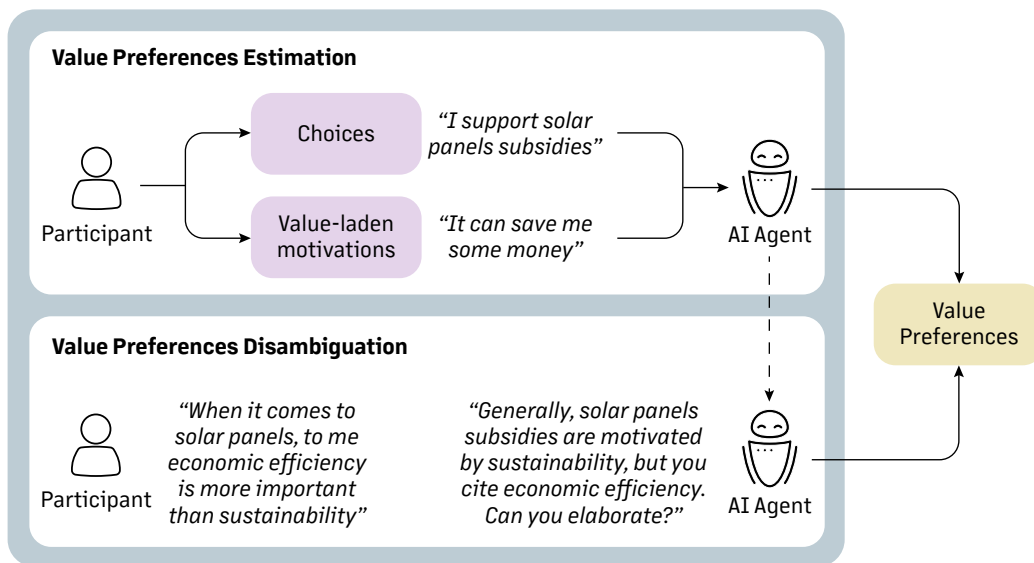 Value Preferences Estimation
Participant
Choices
“I support solar
panels subsidies”
Value-laden
motivations
“It can save me
some money”
AI Agent
Value
Preferences
Value Preferences Disambiguation
Participant
“When it comes to
solar panels, to me
economic efficiency
is more important
than sustainability”
“Generally, solar panels
subsidies are motivated
by sustainability, but you
cite economic efficiency.
Can you elaborate?”
AI Agent